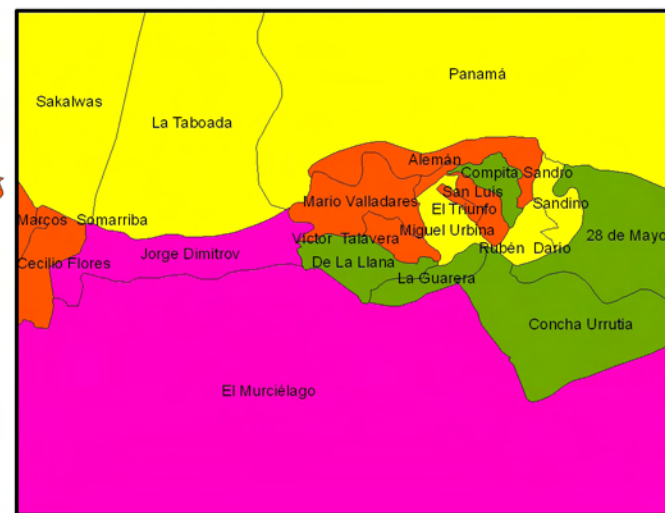 Panamá
Sakalwas
La Taboada
Alemán
Compita Sandro
San Luis
Mario Valladares
El Triunfo
Sandino
Marcos Somarriba
Miguel Urbina
28 de Mayo
Víctor Talavera
Rubén Darío
Jorge Dimitrov
Cecilio Flores
De La Llana
La Guarera
Concha Urrutia
El Murciélago